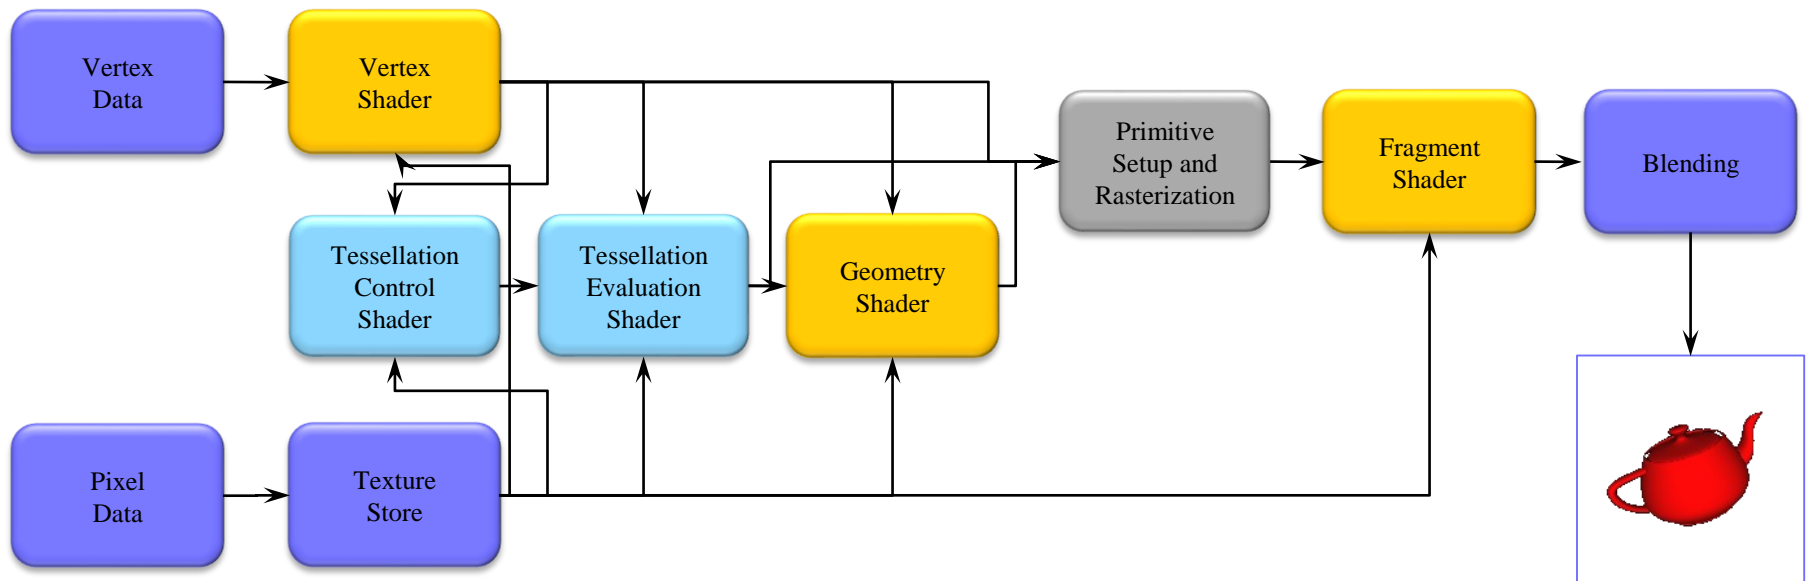 Vertex
Data
Vertex
Shader
Primitive
Setup and
Rasterization
Fragment
Shader
Blending
Tessellation
Control
Shader
Tessellation
Evaluation
Shader
Geometry
Shader
Pixel
Data
Texture
Store